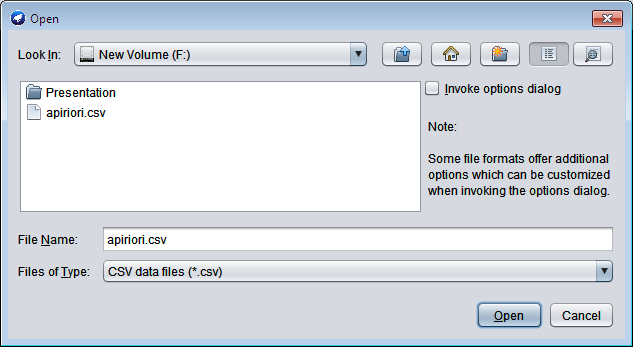 Open
Look In: New Volume (F:)
Presentation
apiriori.csv
Invoke options dialog
Note:
Some file formats offer additional
options which can be customized
when invoking the options dialog.
File Name: apiriori.csv
Files of Type: CSV data files (*.csv)
Open Cancel